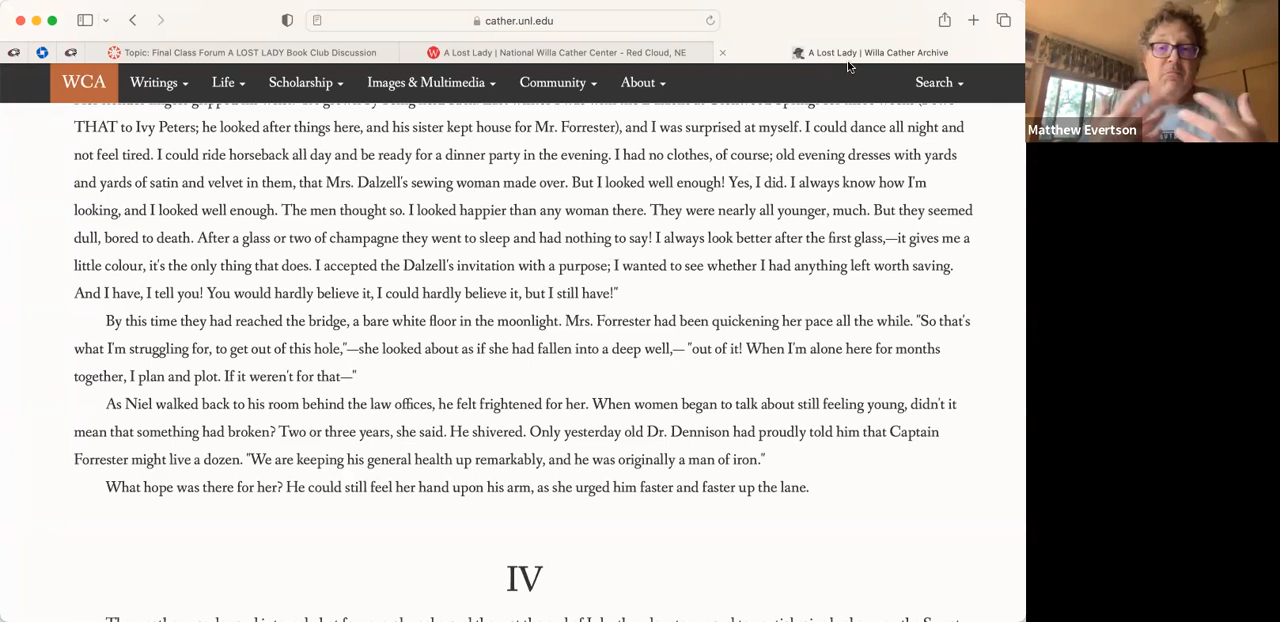 cather.unl.edu
Topic: Final Class Forum A LOST LADY Book Club Discussion
A Lost Lady | National Willa Cather Center - Red Cloud, NE
A Lost Lady | Willa Cather Archive
WCA Writings Life Scholarship Images & Multimedia Community About Search
THAT to Ivy Peters; he looked after things here, and his sister kept house for Mr. Forrester), and I was surprised at myself. I could dance all night and
not feel tired. I could ride horseback all day and be ready for a dinner party in the evening. I had no clothes, of course; old evening dresses with yards
and yards of satin and velvet in them, that Mrs. Dalzell's sewing woman made over. But I looked well enough! Yes, I did. I always know how I'm
looking, and I looked well enough. The men thought so. I looked happier than any woman there. They were nearly all younger, much. But they seemed
dull, bored to death. After a glass or two of champagne they went to sleep and had nothing to say! I always look better after the first glass,—it gives me a
little colour, it's the only thing that does. I accepted the Dalzell's invitation with a purpose; I wanted to see whether I had anything left worth saving.
And I have, I tell you! You would hardly believe it, I could hardly believe it, but I still have!"
By this time they had reached the bridge, a bare white floor in the moonlight. Mrs. Forrester had been quickening her pace all the while. "So that's
what I'm struggling for, to get out of this hole,"—she looked about as if she had fallen into a deep well,— "out of it! When I'm alone here for months
together, I plan and plot. If it weren't for that—"
As Niel walked back to his room behind the law offices, he felt frightened for her. When women began to talk about still feeling young, didn't it
mean that something had broken? Two or three years, she said. He shivered. Only yesterday old Dr. Dennison had proudly told him that Captain
Forrester might live a dozen. "We are keeping his general health up remarkably, and he was originally a man of iron."
What hope was there for her? He could still feel her hand upon his arm, as she urged him faster and faster up the lane.
IV
Matthew Evertson